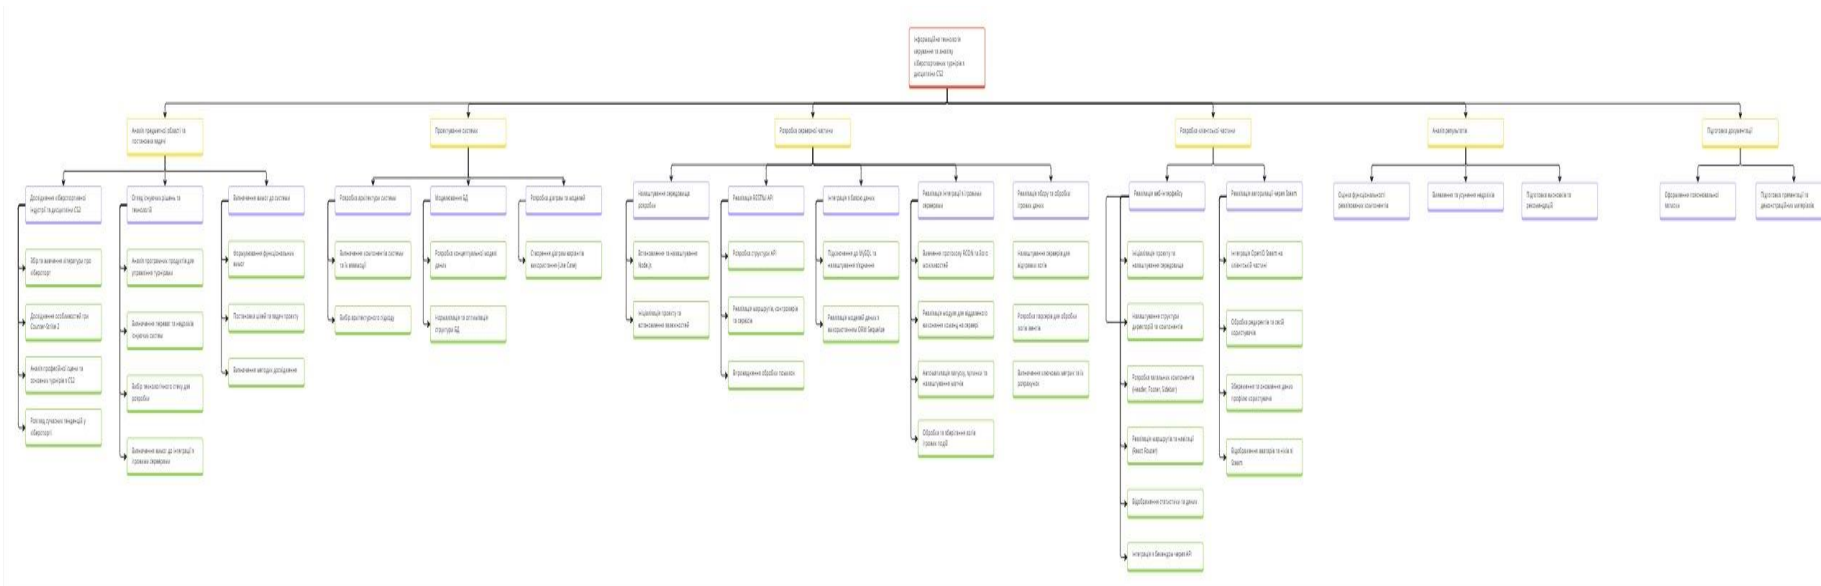 Інформаційна технологія
керування та аналізу
кіберспортивних турнірів з
дисципліни CS2
Аналіз предметної області та
постановка задачі
Проєктування системи
Розробка серверної частини
Розробка клієнтської частини
Аналіз результатів
Підготовка документації
Дослідження кіберспортивної
індустрії та дисципліни CS2
Огляд існуючих рішень та
технологій
Визначення вимог до системи
Розробка архітектури системи
Моделювання БД
Розробка діаграм та моделей
Налаштування середовища
розробки
Реалізація RESTful API
Інтеграція з базою даних
Реалізація інтеграції з ігровими
серверами
Реалізація збору та обробки
ігрових даних
Реалізація веб-інтерфейсу
Реалізація авторизації через Steam
Оцінка функціональності
реалізованих компонентів
Виявлення та усунення недоліків
Підготовка висновків та
рекомендацій
Оформлення пояснювальної
записки
Підготовка презентації та
демонстраційних матеріалів
Збір та вивчення літератури про
кіберспорт
Аналіз програмних продуктів для
управління турнірами
Формулювання функціональних
вимог
Визначення компонентів системи
та їх взаємодії
Розробка концептуальної моделі
даних
Створення діаграм варіантів
використання (Use Case)
Встановлення та налаштування
Node.js
Розробка структури API
Підключення до MySQL та
налаштування з'єднання
Вивчення протоколу RCON та його
можливостей
Налаштування серверів для
відправки логів
Ініціалізація проєкту та
налаштування середовища
Інтеграція OpenID Steam на
клієнтській частині
Дослідження особливостей гри
Counter-Strike 2
Визначення переваг та недоліків
існуючих систем
Постановка цілей та задач проєкту
Вибір архітектурного підходу
Нормалізація та оптимізація
структури БД
Ініціалізація проєкту та
встановлення залежностей
Реалізація маршрутів, контролерів
та сервісів
Реалізація моделей даних з
використанням ORM Sequelize
Реалізація модуля для віддаленого
виконання команд на сервері
Розробка парсерів для обробки
логів матчів
Налаштування структури
директорій та компонентів
Обробка редиректів та сесій
користувачів
Аналіз професійної сцени та
основних турнірів з CS2
Вибір технологічного стеку для
розробки
Визначення методів дослідження
Впровадження обробки помилок
Автоматизація запуску, зупинки та
налаштування матчів
Визначення ключових метрик та їх
розрахунок
Розробка загальних компонентів
(Header, Footer, Sidebar)
Збереження та оновлення даних
профілю користувача
Розгляд сучасних тенденцій у
кіберспорті
Визначення вимог до інтеграції з
ігровими серверами
Обробка та зберігання логів
ігрових подій
Реалізація маршрутів та навігації
(React Router)
Відображення аватарів та ніків зі
Steam
Відображення статистики та даних
Інтеграція з бекендом через API